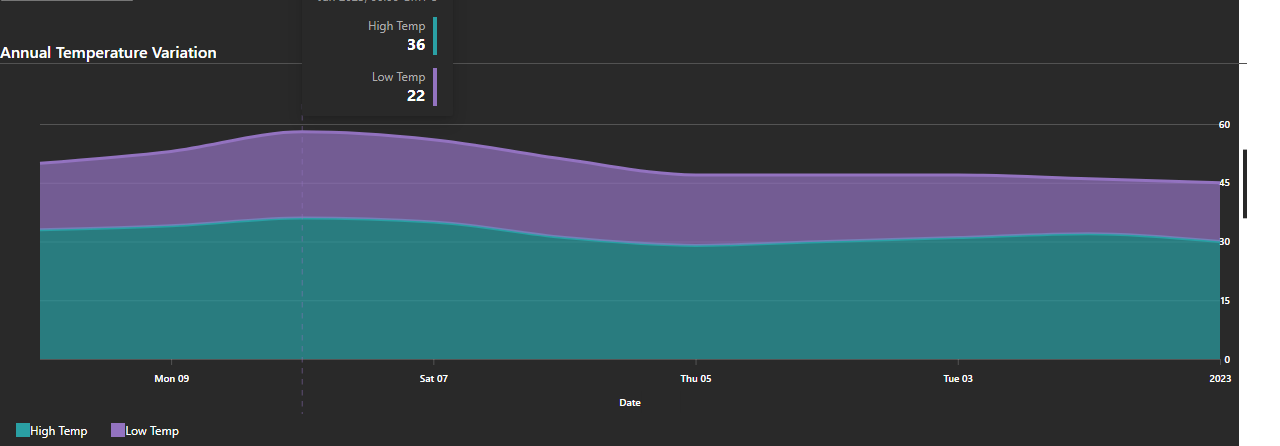 High Temp
36
Annual Temperature Variation
Low Temp
22
60
45
30
15
0
Mon 09
Sat 07
Thu 05
Tue 03
2023
Date
High Temp
Low Temp